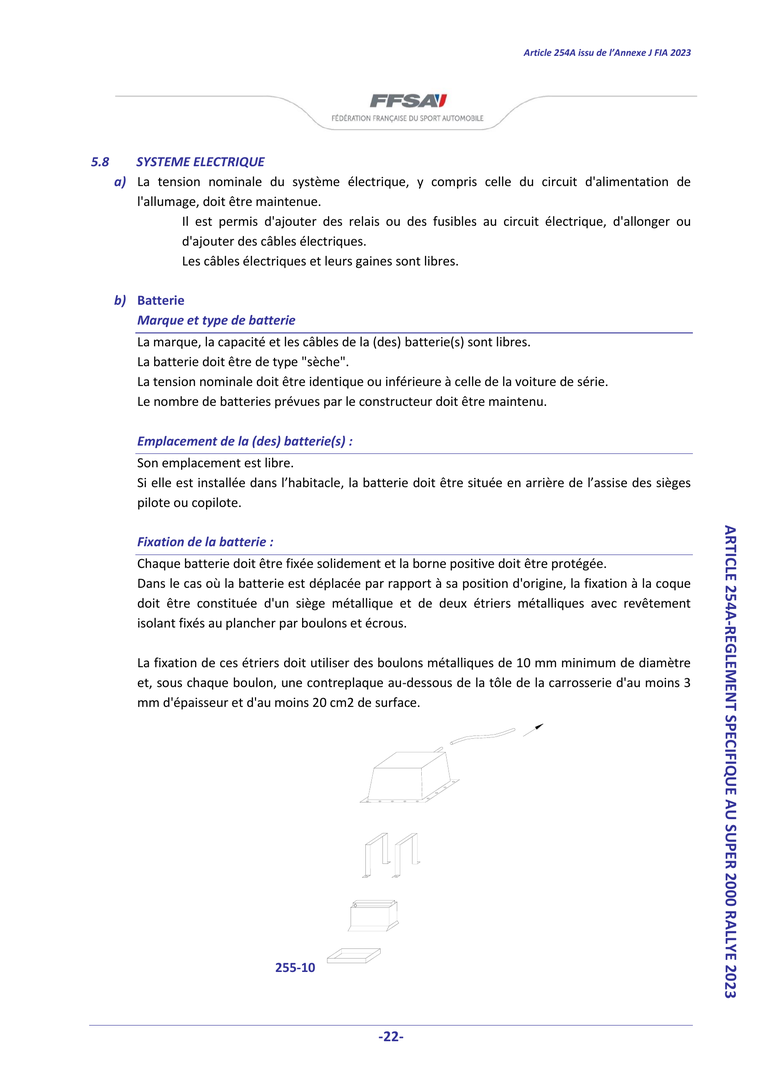 Article 254A issu de l’Annexe J FIA 2023
FFSA
FÉDÉRATION FRANÇAISE DU SPORT AUTOMOBILE
5.8 SYSTEME ELECTRIQUE
a) La tension nominale du système électrique, y compris celle du circuit d'alimentation de
l'allumage, doit être maintenue.
Il est permis d'ajouter des relais ou des fusibles au circuit électrique, d'allonger ou
d'ajouter des câbles électriques.
Les câbles électriques et leurs gaines sont libres.
b) Batterie
Marque et type de batterie
La marque, la capacité et les câbles de la (des) batterie(s) sont libres.
La batterie doit être de type "sèche".
La tension nominale doit être identique ou inférieure à celle de la voiture de série.
Le nombre de batteries prévues par le constructeur doit être maintenu.
Emplacement de la (des) batterie(s) :
Son emplacement est libre.
Si elle est installée dans l’habitacle, la batterie doit être située en arrière de l’assise des sièges
pilote ou copilote.
Fixation de la batterie :
Chaque batterie doit être fixée solidement et la borne positive doit être protégée.
Dans le cas où la batterie est déplacée par rapport à sa position d'origine, la fixation à la coque
doit être constituée d'un siège métallique et de deux étriers métalliques avec revêtement
isolant fixés au plancher par boulons et écrous.
La fixation de ces étriers doit utiliser des boulons métalliques de 10 mm minimum de diamètre
et, sous chaque boulon, une contreplaque au-dessous de la tôle de la carrosserie d'au moins 3
mm d'épaisseur et d'au moins 20 cm2 de surface.
255-10
ARTICLE 254A-REGLEMENT SPECIFIQUE AU SUPER 2000 RALLYE 2023
-22-